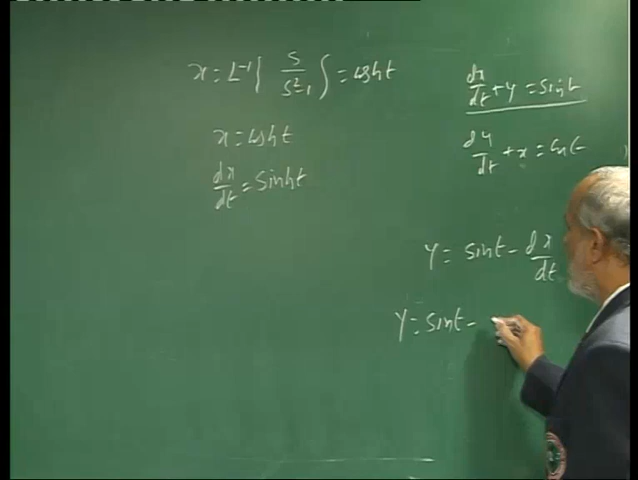 x = L⁻¹{ s/(s²-1) } = cosh t
x = cosh t
dx/dt = sinh t
dx/dt + y = sin t
dy/dt + x = cos t
y = sin t - dx/dt
y = sin t -